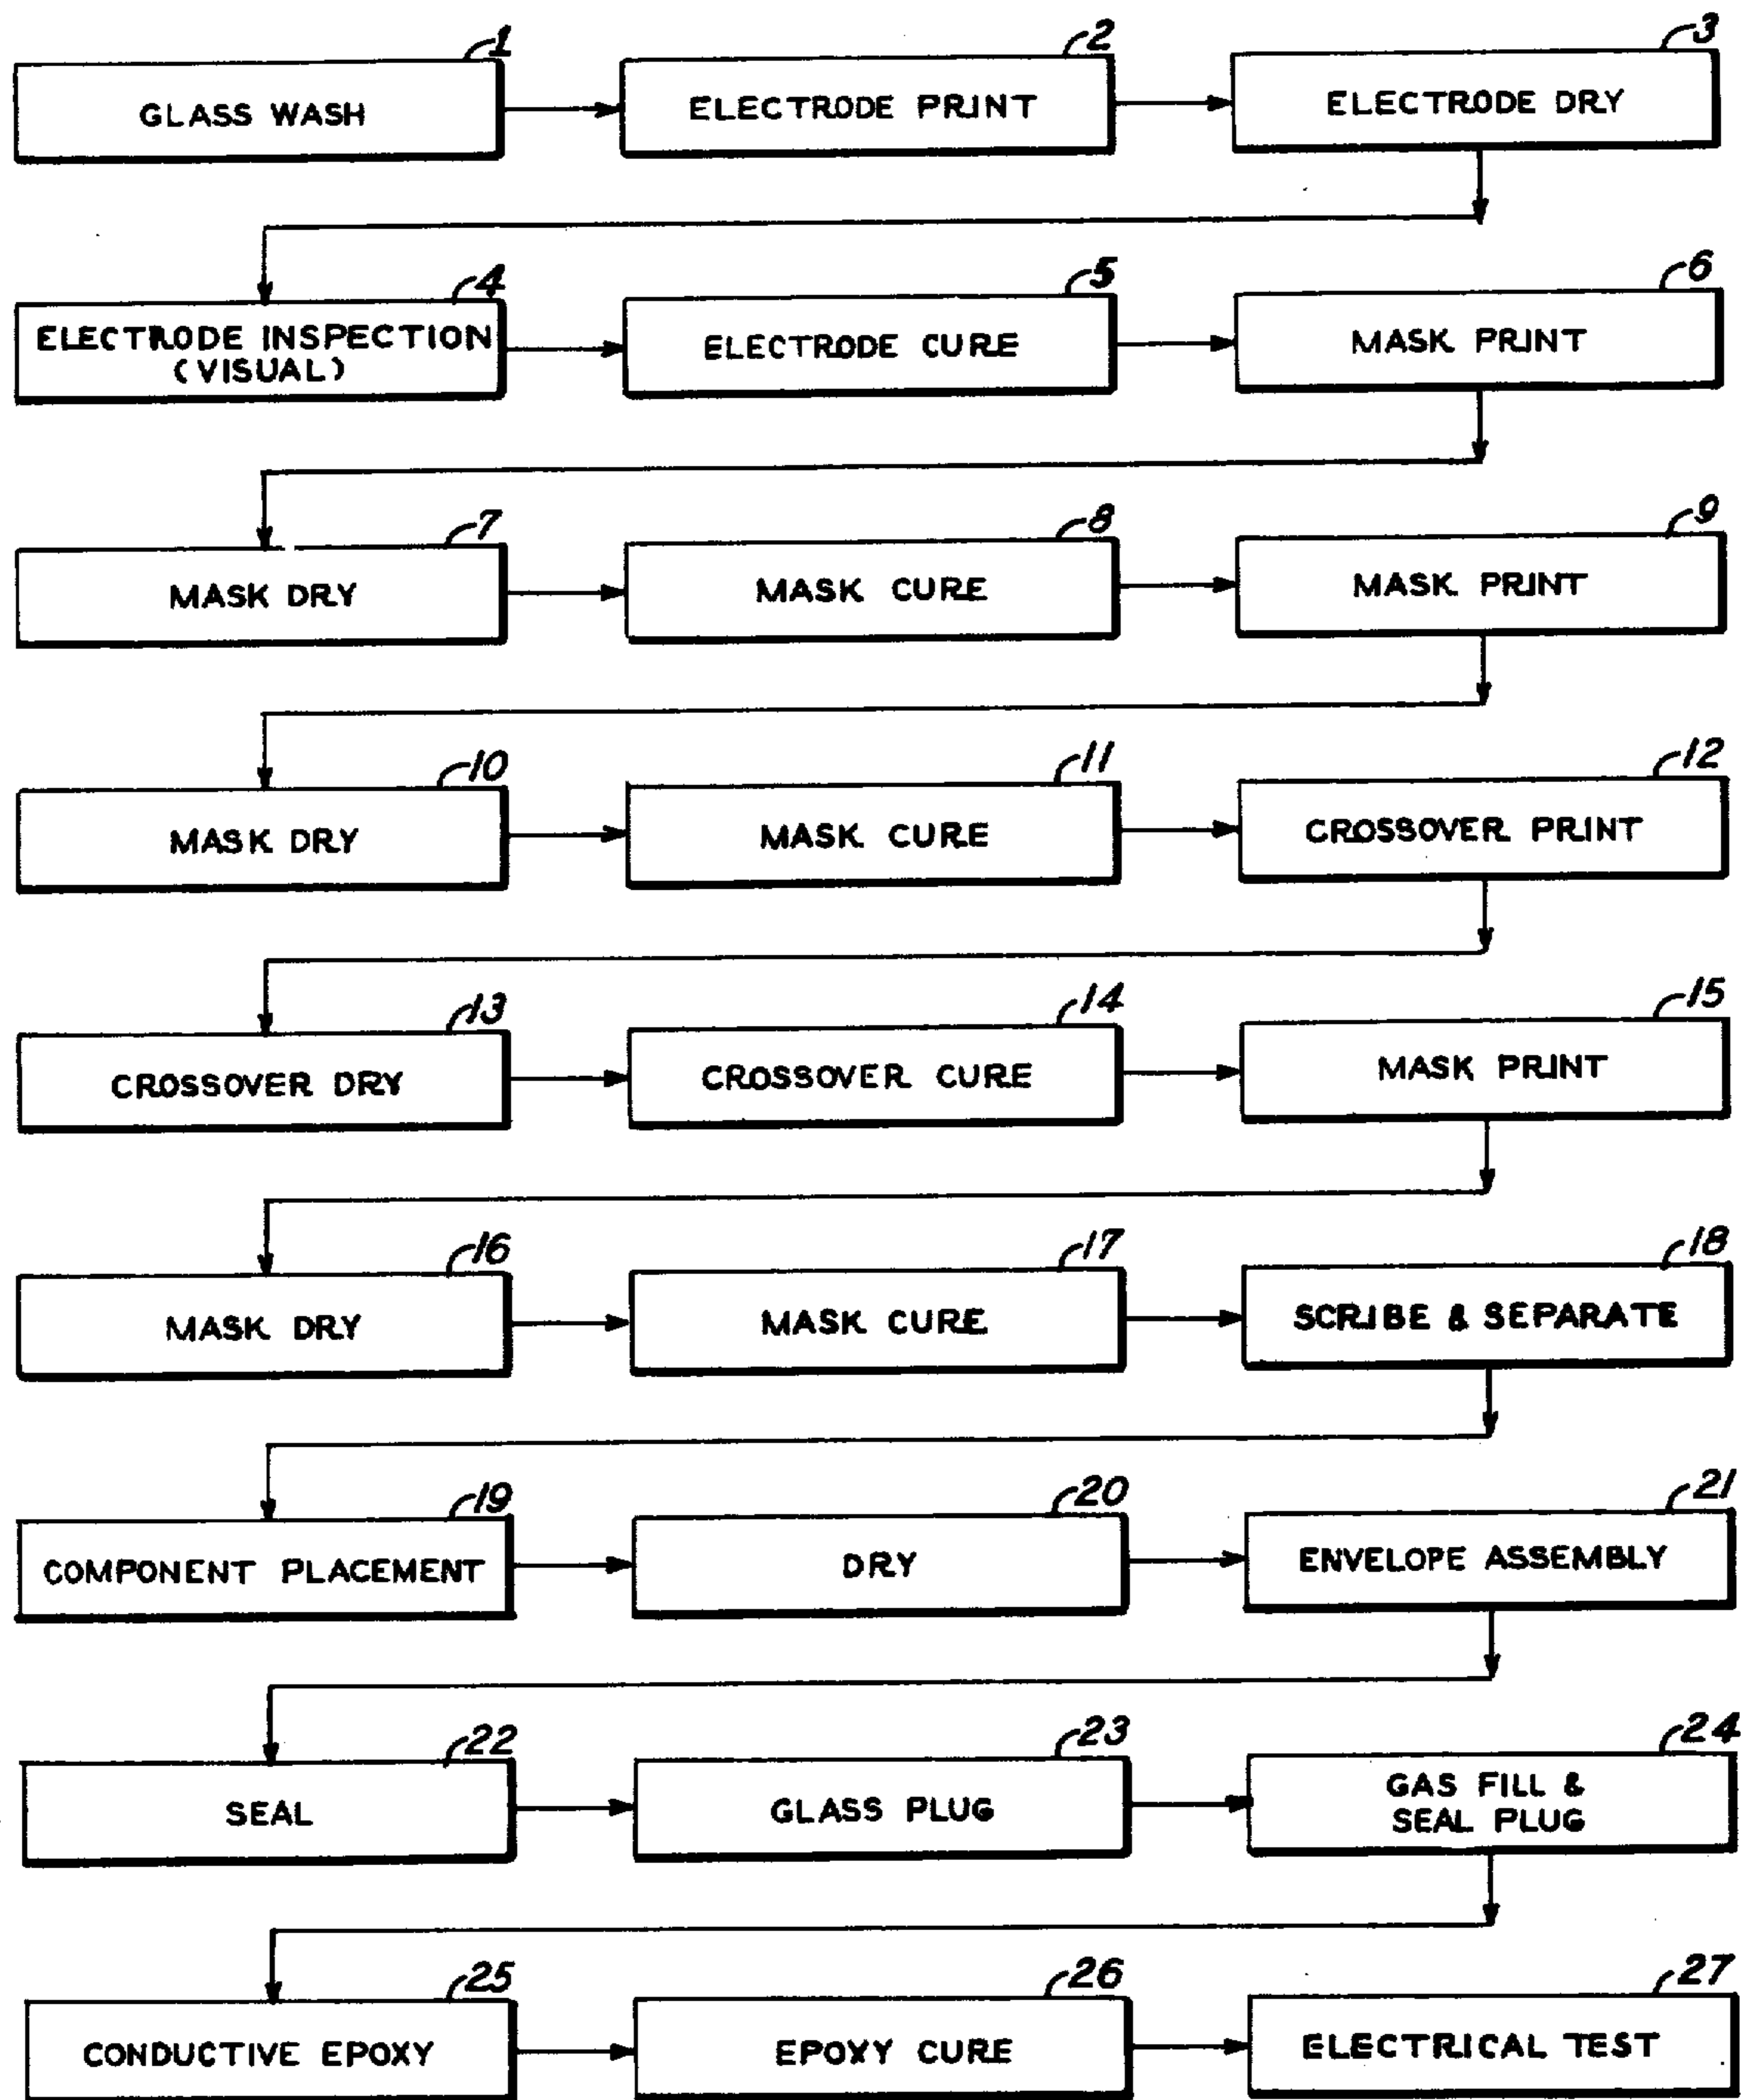 1
GLASS WASH
2
ELECTRODE PRINT
3
ELECTRODE DRY
4
ELECTRODE INSPECTION
(VISUAL)
5
ELECTRODE CURE
6
MASK PRINT
7
MASK DRY
8
MASK CURE
9
MASK PRINT
10
MASK DRY
11
MASK CURE
12
CROSSOVER PRINT
13
CROSSOVER DRY
14
CROSSOVER CURE
15
MASK PRINT
16
MASK DRY
17
MASK CURE
18
SCRIBE & SEPARATE
19
COMPONENT PLACEMENT
20
DRY
21
ENVELOPE ASSEMBLY
22
SEAL
23
GLASS PLUG
24
GAS FILL &
SEAL PLUG
25
CONDUCTIVE EPOXY
26
EPOXY CURE
27
ELECTRICAL TEST